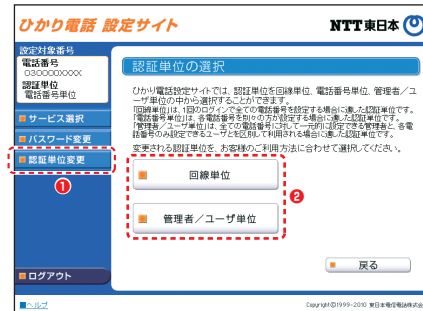 ひかり電話 設定サイト
NTT東日本
設定対象番号
電話番号
030000XXXX
認証単位
電話番号単位
サービス選択
パスワード変更
認証単位変更
❶
ログアウト
ヘルプ
認証単位の選択
ひかり電話設定サイトでは、認証単位を回線単位、電話番号単位、管理者/ユ
ーザ単位の中から選択することができます。
「回線単位」は、1回のログインで全ての電話番号を設定する場合に適した認証単位です。
「電話番号単位」は、各電話番号を別々の方が設定する場合に適した認証単位です。
「管理者/ユーザ単位」は、全ての電話番号に対して一元的に設定できる管理者と、各電
話番号のみ設定できるユーザとを区別して利用される場合に適した認証単位です。
変更される認証単位を、お客様のご利用方法に合わせて選択してください。
回線単位
❷
管理者/ユーザ単位
戻る
Copyright©1999-2010 東日本電信電話株式会